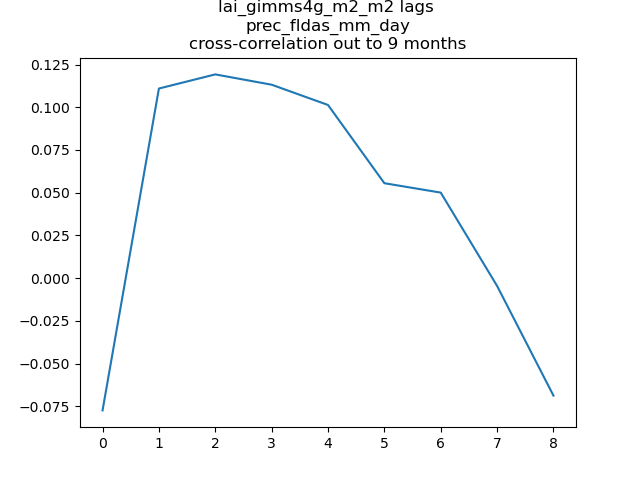 lai_gimms4g_m2_m2 lags
prec_fldas_mm_day
cross-correlation out to 9 months
0.125
0.100
0.075
0.050
0.025
0.000
−0.025
−0.050
−0.075
0 1 2 3 4 5 6 7 8